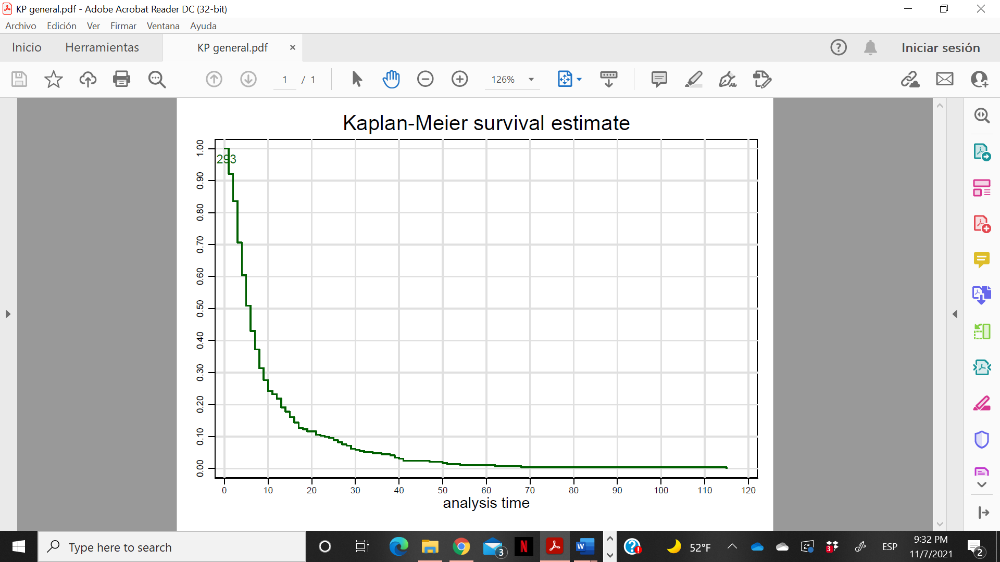 KP general.pdf - Adobe Acrobat Reader DC (32-bit)
Archivo Edición Ver Firmar Ventana Ayuda
Inicio Herramientas KP general.pdf × Iniciar sesión
1 / 1 126%
Kaplan-Meier survival estimate
1.00
293
0.90
0.80
0.70
0.60
0.50
0.40
0.30
0.20
0.10
0.00
0 10 20 30 40 50 60 70 80 90 100 110 120
analysis time
Type here to search 3 N W 52°F 3 ESP 9:32 PM
11/7/2021 2